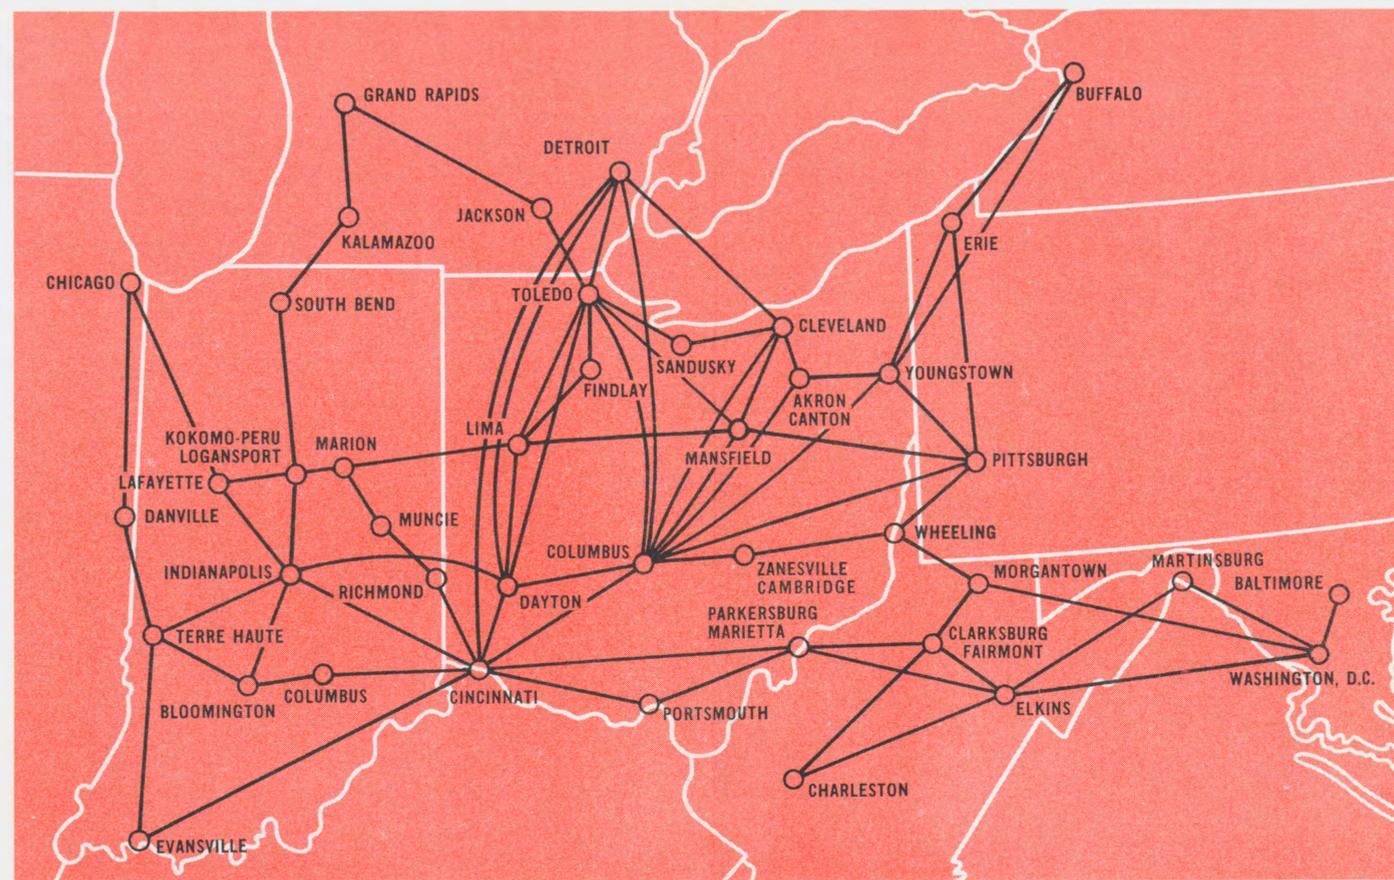 GRAND RAPIDS
BUFFALO
DETROIT
JACKSON
KALAMAZOO
ERIE
CHICAGO
SOUTH BEND
TOLEDO
CLEVELAND
SANDUSKY
YOUNGSTOWN
FINDLAY
AKRON
CANTON
LIMA
KOKOMO-PERU
LOGANSPORT
MARION
MANSFIELD
PITTSBURGH
LAFAYETTE
DANVILLE
MUNCIE
WHEELING
COLUMBUS
INDIANAPOLIS
ZANESVILLE
CAMBRIDGE
MORGANTOWN
MARTINSBURG
BALTIMORE
RICHMOND
DAYTON
PARKERSBURG
MARIETTA
TERRE HAUTE
CLARKSBURG
FAIRMONT
WASHINGTON, D.C.
COLUMBUS
CINCINNATI
BLOOMINGTON
PORTSMOUTH
ELKINS
CHARLESTON
EVANSVILLE